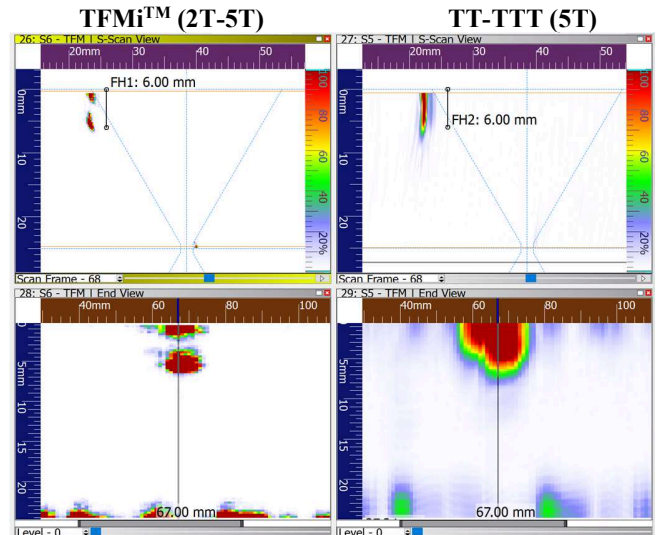 TFMi™ (2T-5T)
TT-TTT (5T)
26: S6 - TFM | S-Scan View
20mm 30 40 50
FH1: 6.00 mm
0mm 10 20
100 80 60 40 20%
Scan Frame - 68
27: S5 - TFM | S-Scan View
20mm 30 40 50
FH2: 6.00 mm
0mm 10 20
100 80 60 40 20%
Scan Frame - 68
28: S6 - TFM | End View
40mm 60 80 100
5mm 10 15 20
67.00 mm
Level - 0
29: S5 - TFM | End View
40mm 60 80 100
5mm 10 15 20
67.00 mm
Level - 0